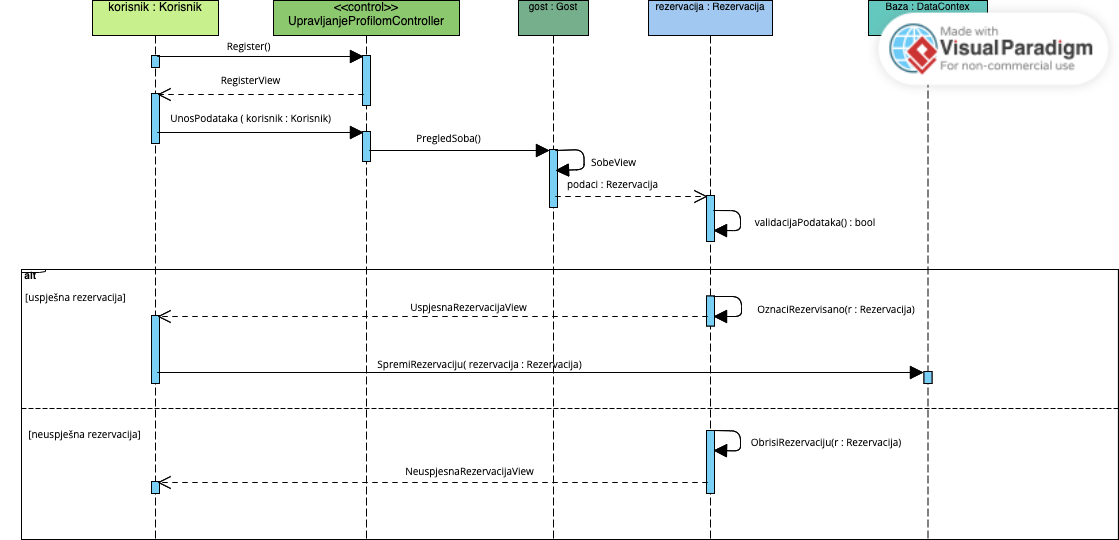 korisnik : Korisnik
<<control>>
UpravljanjeProfilomController
gost : Gost
rezervacija : Rezervacija
Baza : DataContex
Made with
VisualParadigm
For non-commercial use
Register()
RegisterView
UnosPodataka ( korisnik : Korisnik)
PregledSoba()
SobeView
podaci : Rezervacija
validacijaPodataka() : bool
alt
[uspješna rezervacija]
UspjesnaRezervacijaView
OznaciRezervisano(r : Rezervacija)
SpremiRezervaciju( rezervacija : Rezervacija)
[neuspješna rezervacija]
ObrisiRezervaciju(r : Rezervacija)
NeuspjesnaRezervacijaView